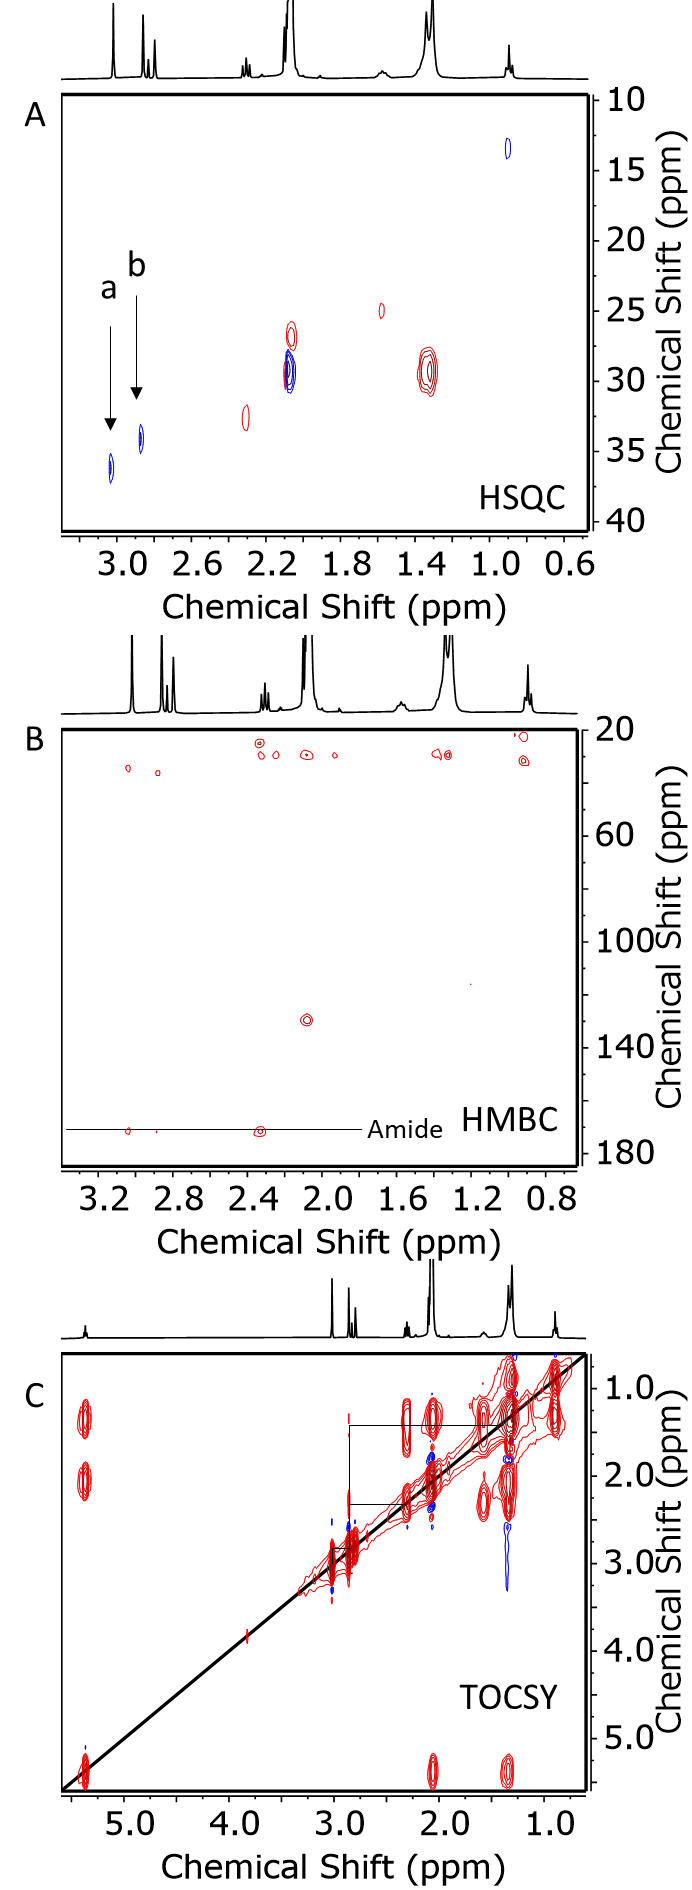 A
a
b
HSQC
10
15
20
25
30
35
40
Chemical Shift (ppm)
3.0 2.6 2.2 1.8 1.4 1.0 0.6
Chemical Shift (ppm)
B
Amide
HMBC
20
60
100
140
180
Chemical Shift (ppm)
3.2 2.8 2.4 2.0 1.6 1.2 0.8
Chemical Shift (ppm)
C
TOCSY
1.0
2.0
3.0
4.0
5.0
Chemical Shift (ppm)
5.0 4.0 3.0 2.0 1.0
Chemical Shift (ppm)